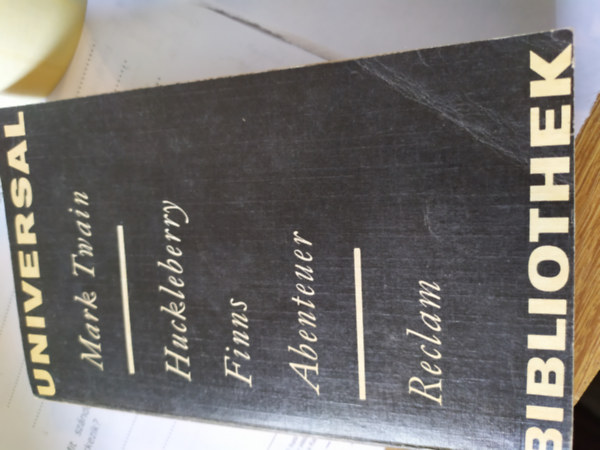 UNIVERSAL
Mark Twain
Huckleberry
Finns
Abenteuer
Reclam
BIBLIOTHEK